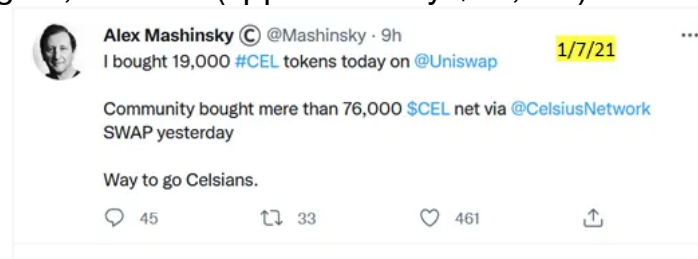 Alex Mashinsky Ⓒ @Mashinsky · 9h
1/7/21
I bought 19,000 #CEL tokens today on @Uniswap
Community bought mere than 76,000 $CEL net via @CelsiusNetwork
SWAP yesterday
Way to go Celsians.
45 33 461